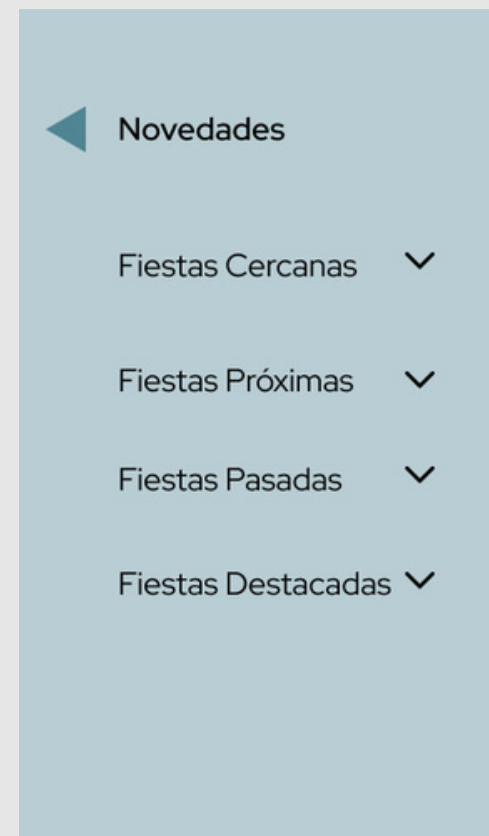 Novedades
Fiestas Cercanas
Fiestas Próximas
Fiestas Pasadas
Fiestas Destacadas